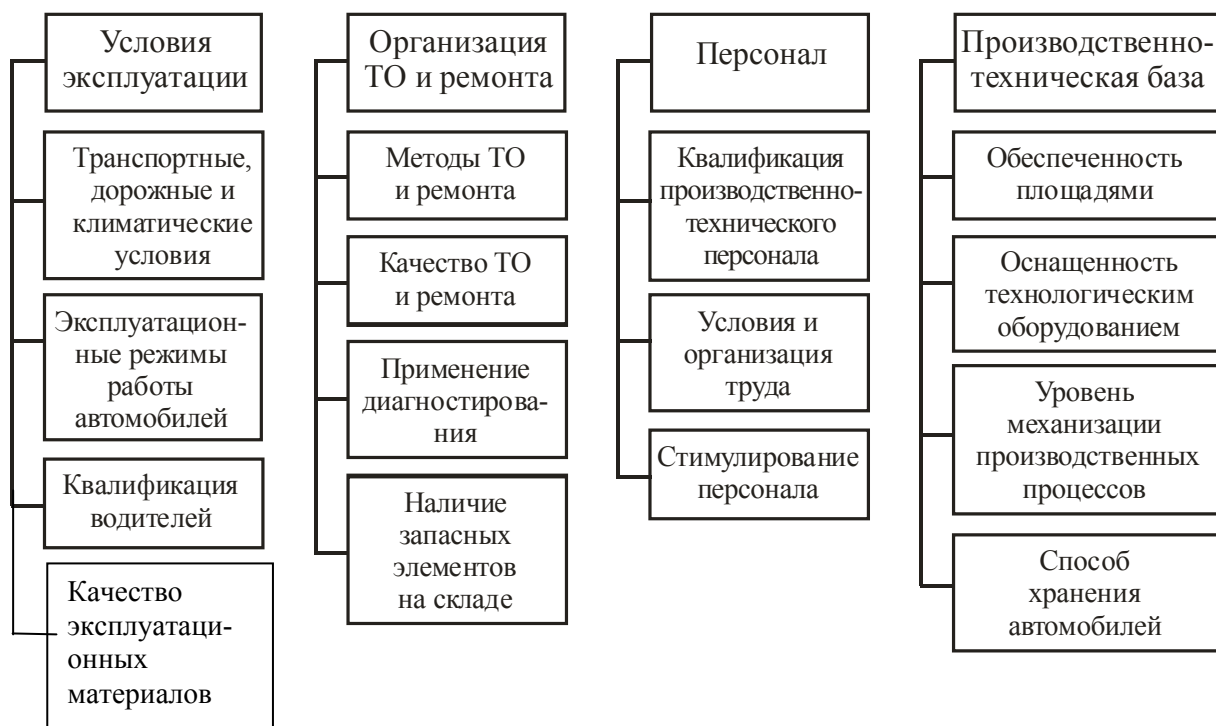 Условия
эксплуатации
Транспортные,
дорожные и
климатические
условия
Эксплуатацион-
ные режимы
работы
автомобилей
Квалификация
водителей
Качество
эксплуатаци-
онных
материалов
Организация
ТО и ремонта
Методы ТО
и ремонта
Качество ТО
и ремонта
Применение
диагностирова-
ния
Наличие
запасных
элементов
на складе
Персонал
Квалификация
производственно-
технического
персонала
Условия и
организация
труда
Стимулирование
персонала
Производственно-
техническая база
Обеспеченность
площадями
Оснащенность
технологическим
оборудованием
Уровень
механизации
производственных
процессов
Способ
хранения
автомобилей